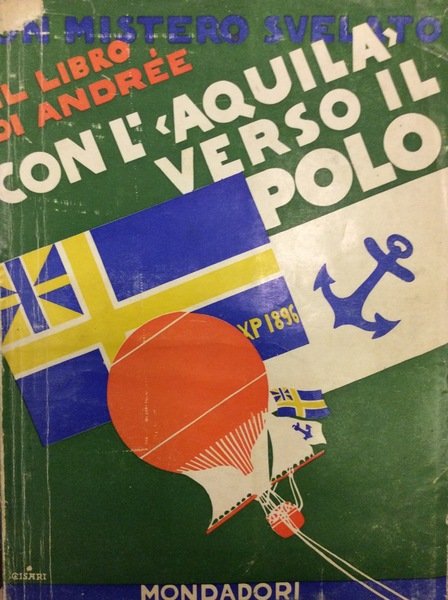 UN MISTERO SVELATO
IL LIBRO
DI ANDRÉE
CON L'«AQUILA»
VERSO IL
POLO
XP 1896
CISARI
MONDADORI